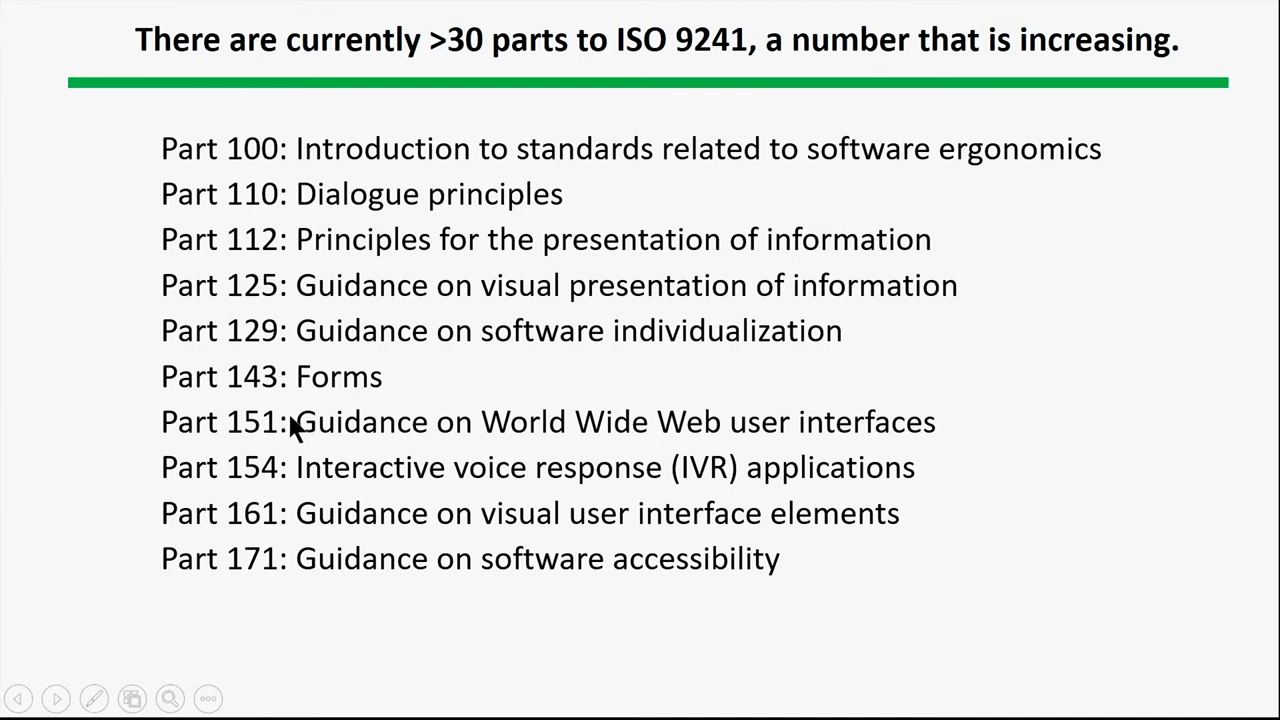 There are currently >30 parts to ISO 9241, a number that is increasing.
Part 100: Introduction to standards related to software ergonomics
Part 110: Dialogue principles
Part 112: Principles for the presentation of information
Part 125: Guidance on visual presentation of information
Part 129: Guidance on software individualization
Part 143: Forms
Part 151: Guidance on World Wide Web user interfaces
Part 154: Interactive voice response (IVR) applications
Part 161: Guidance on visual user interface elements
Part 171: Guidance on software accessibility